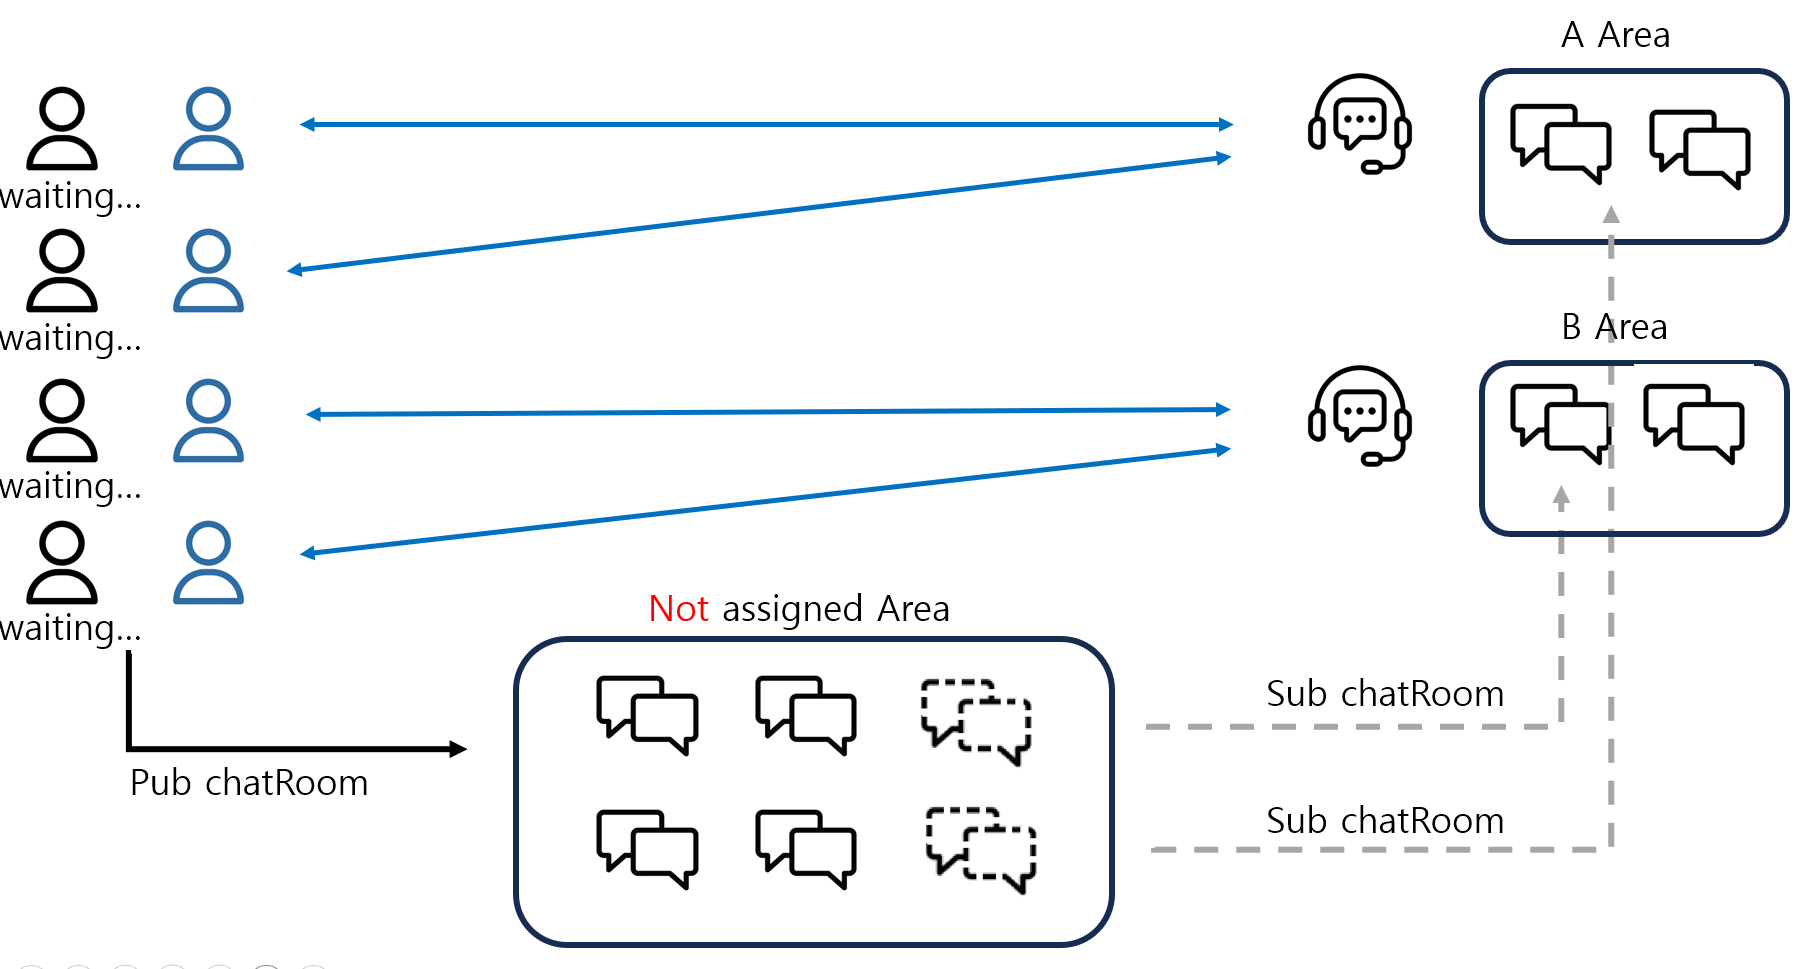 A Area
waiting...
waiting...
B Area
waiting...
waiting...
Not assigned Area
Sub chatRoom
Pub chatRoom
Sub chatRoom